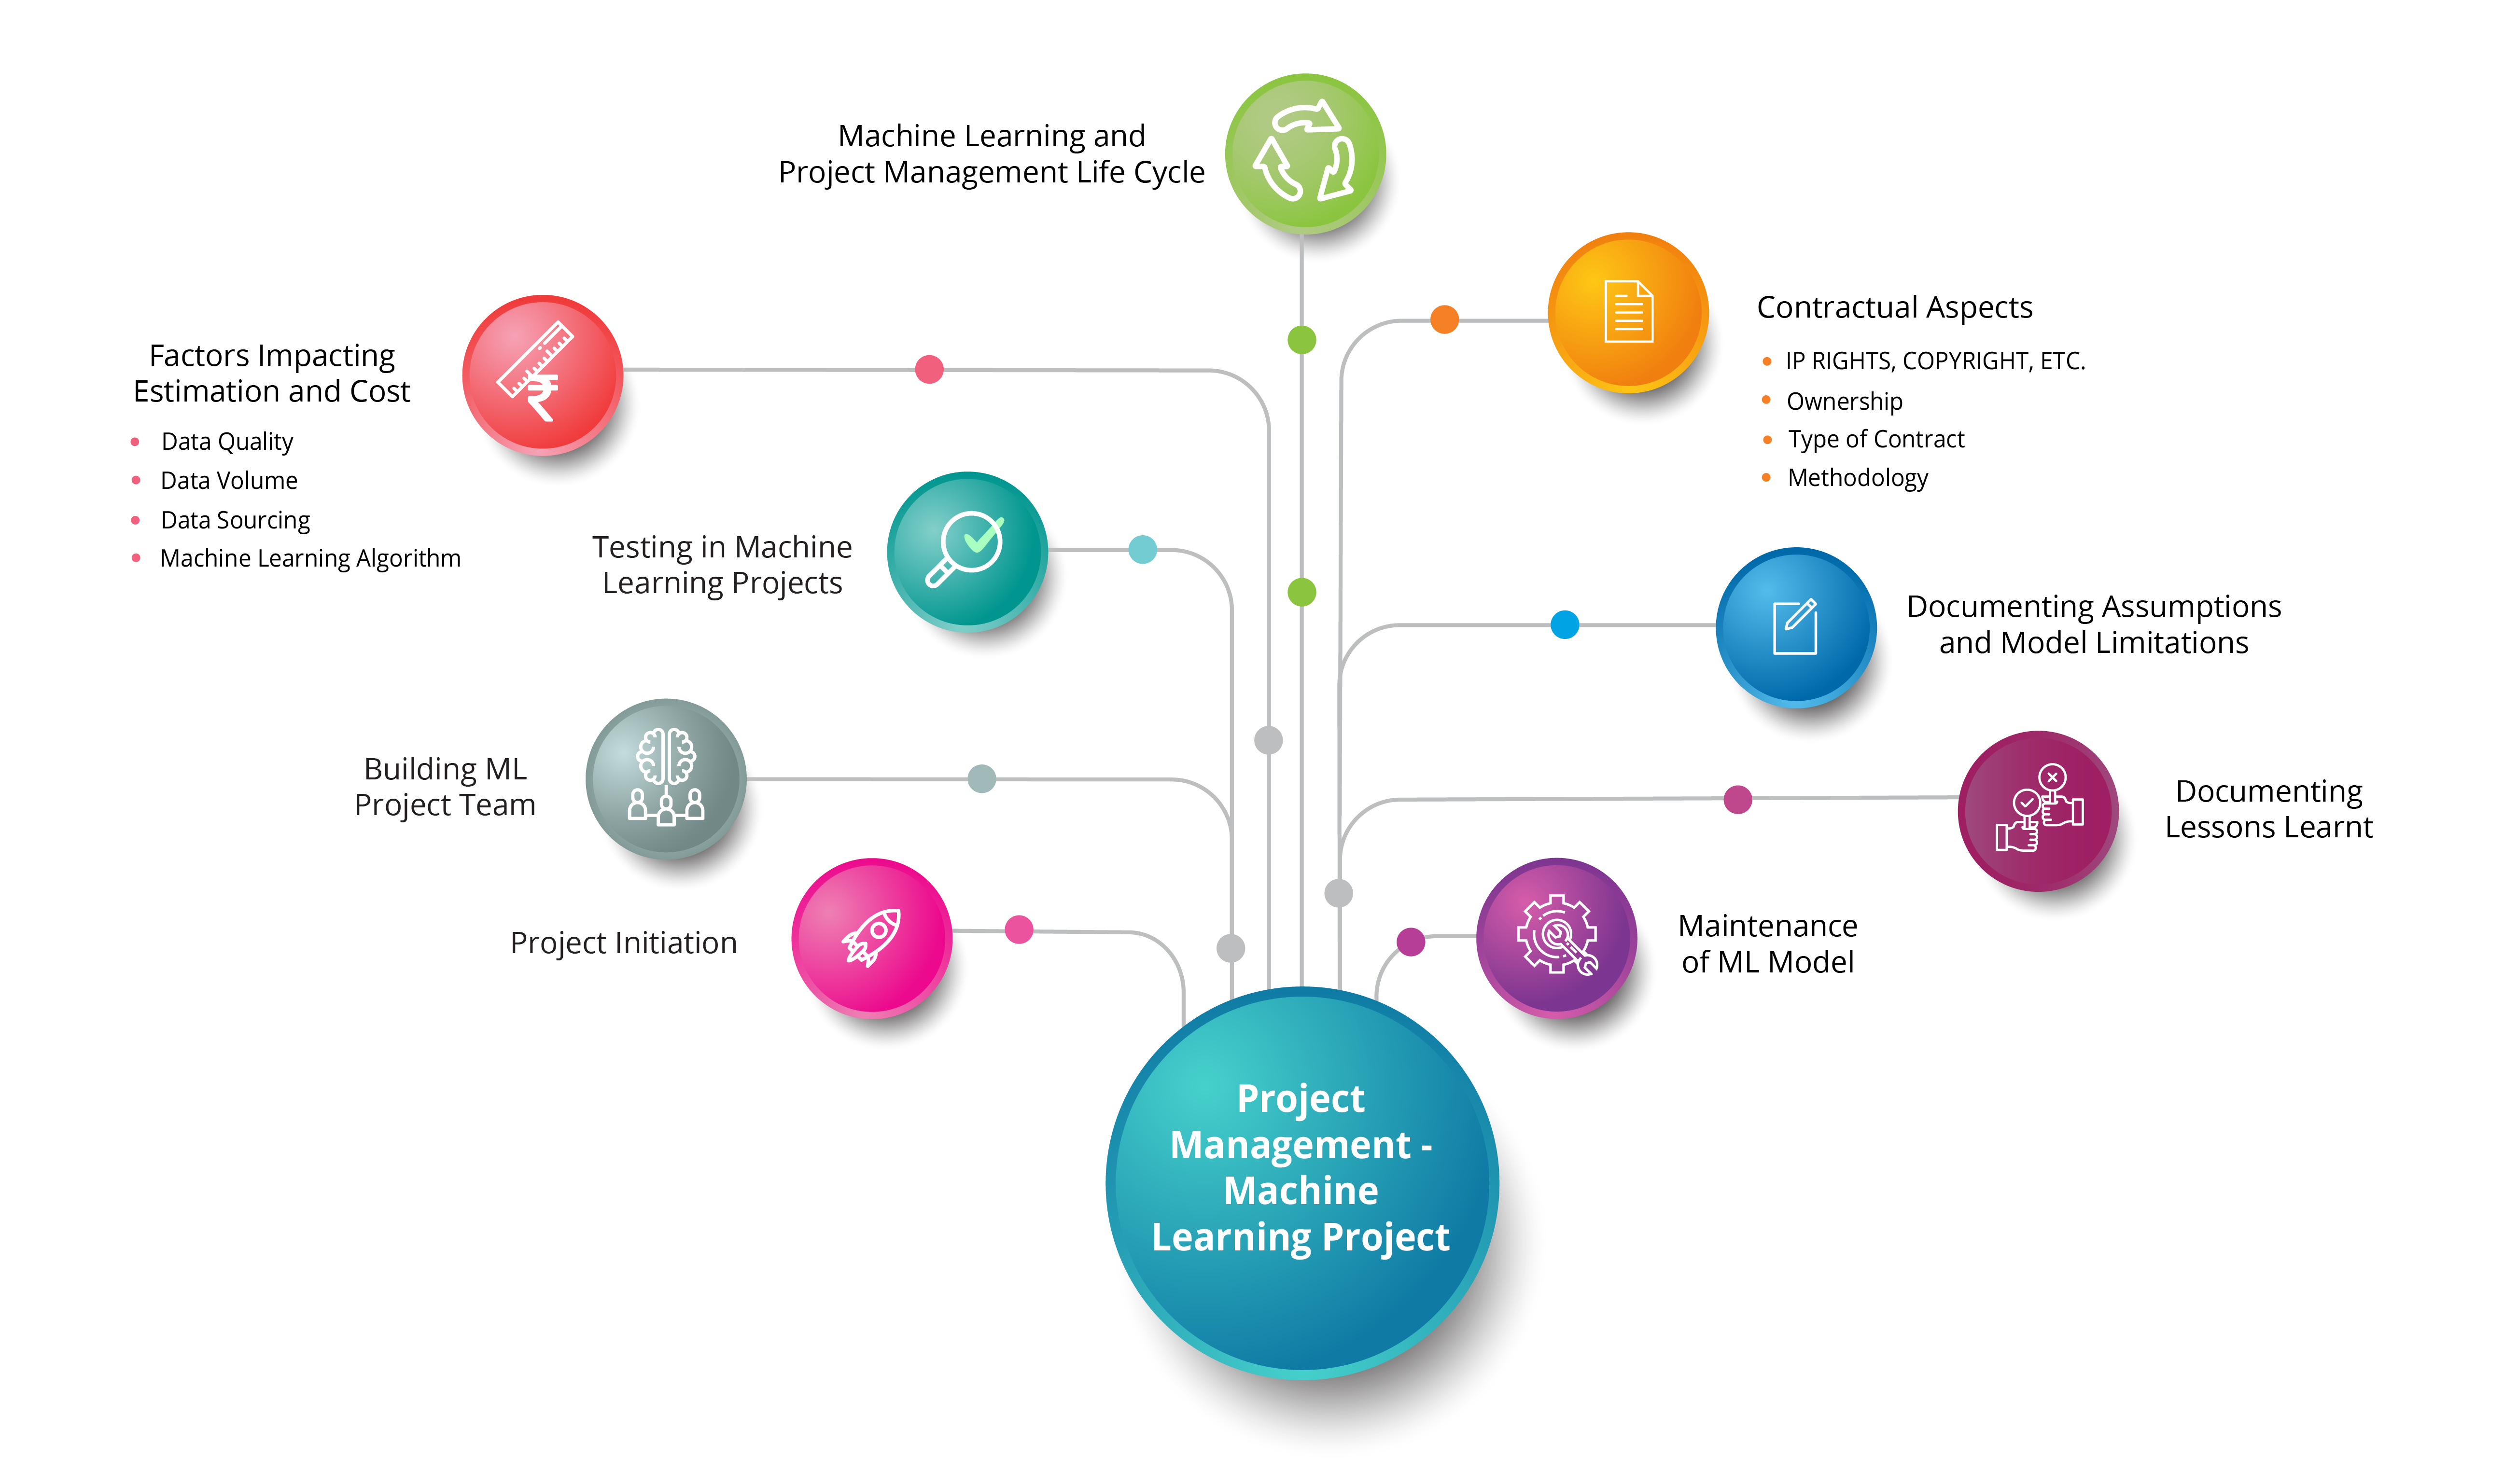 Machine Learning and
Project Management Life Cycle
Factors Impacting
Estimation and Cost
Data Quality
Data Volume
Data Sourcing
Machine Learning Algorithm
Contractual Aspects
IP RIGHTS, COPYRIGHT, ETC.
Ownership
Type of Contract
Methodology
Testing in Machine
Learning Projects
Documenting Assumptions
and Model Limitations
Building ML
Project Team
Documenting
Lessons Learnt
Project Initiation
Maintenance
of ML Model
Project
Management -
Machine
Learning Project